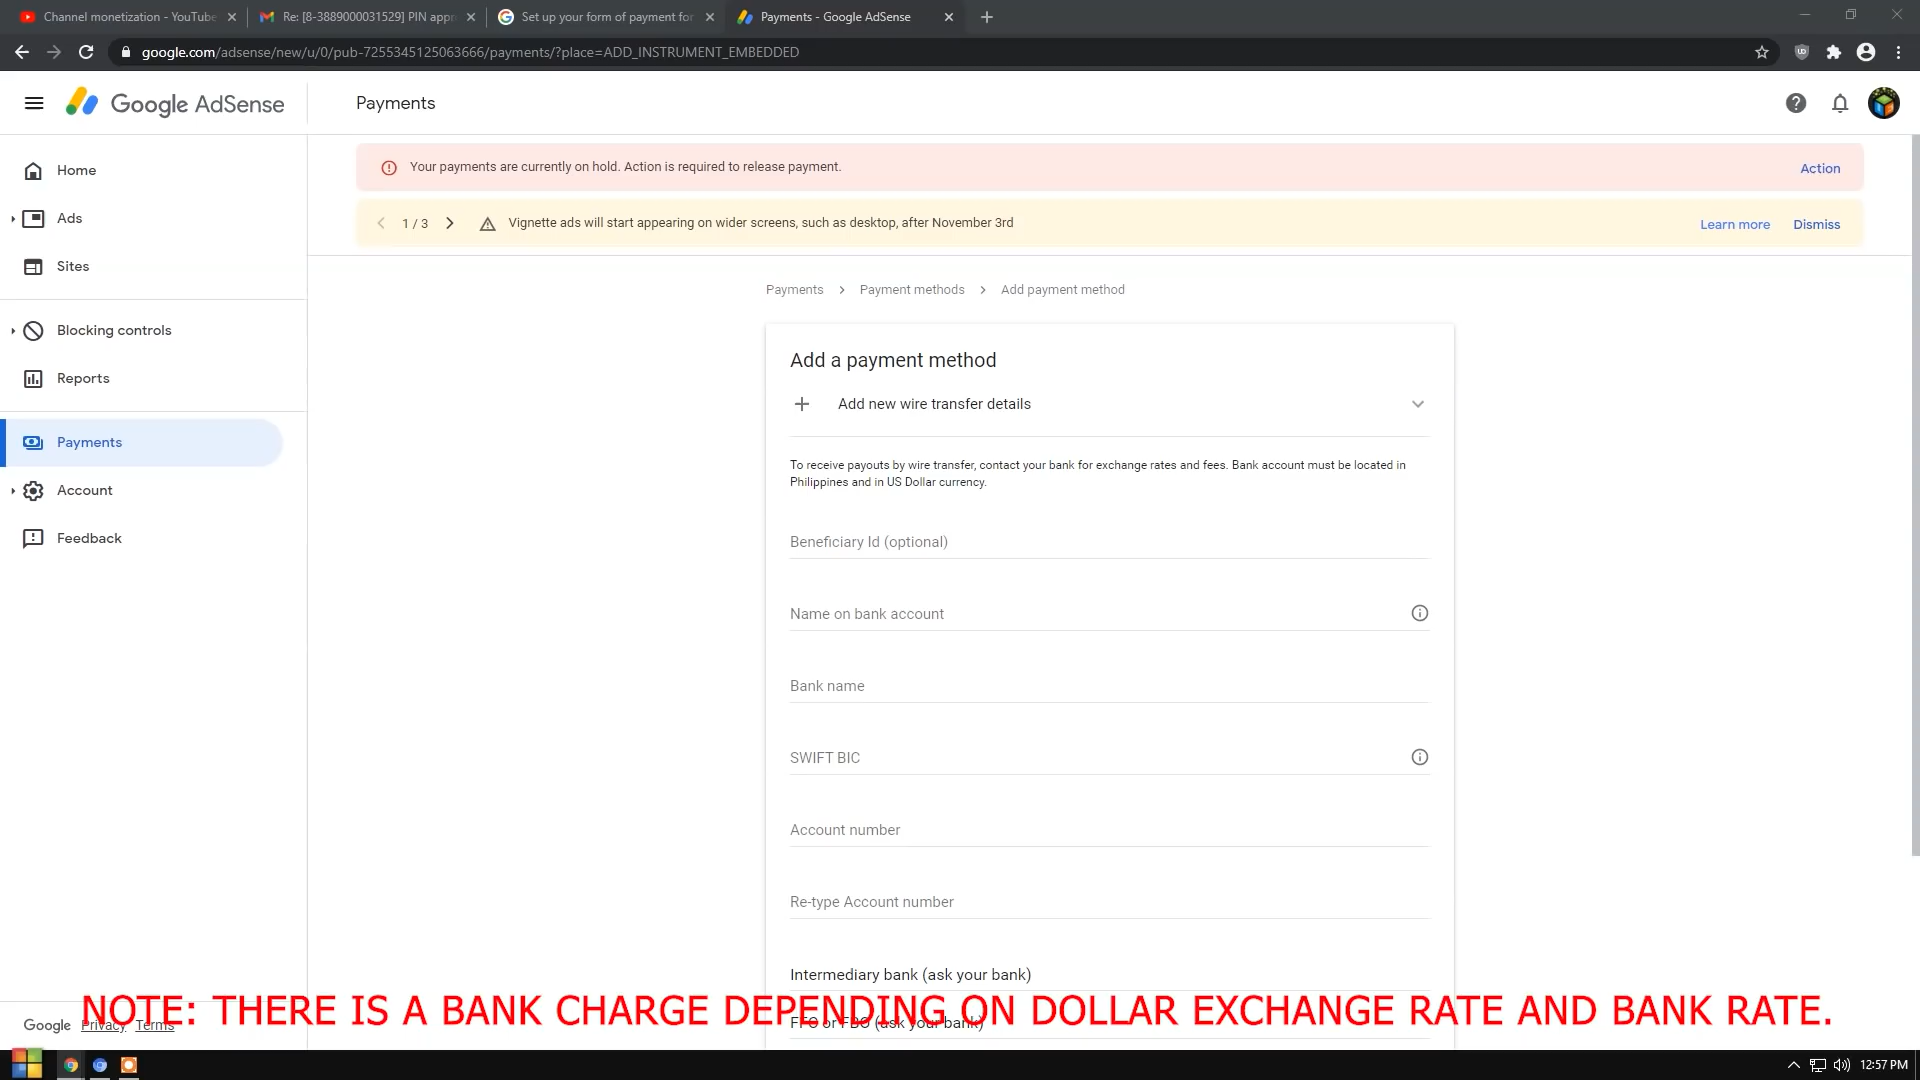 Channel monetization - YouTube
Re: [8-3889000031529] PIN appr
Set up your form of payment for
Payments - Google AdSense
google.com/adsense/new/u/0/pub-7255345125063666/payments/?place=ADD_INSTRUMENT_EMBEDDED
Google AdSense
Payments
Your payments are currently on hold. Action is required to release payment.
Action
1 / 3
Vignette ads will start appearing on wider screens, such as desktop, after November 3rd
Learn more
Dismiss
Home
Ads
Sites
Blocking controls
Reports
Payments
Account
Feedback
Payments > Payment methods > Add payment method
Add a payment method
Add new wire transfer details
To receive payouts by wire transfer, contact your bank for exchange rates and fees. Bank account must be located in
Philippines and in US Dollar currency.
Beneficiary Id (optional)
Name on bank account
Bank name
SWIFT BIC
Account number
Re-type Account number
Intermediary bank (ask your bank)
NOTE: THERE IS A BANK CHARGE DEPENDING ON DOLLAR EXCHANGE RATE AND BANK RATE.
FFC or FBO (ask your bank)
Google Privacy Terms
12:57 PM